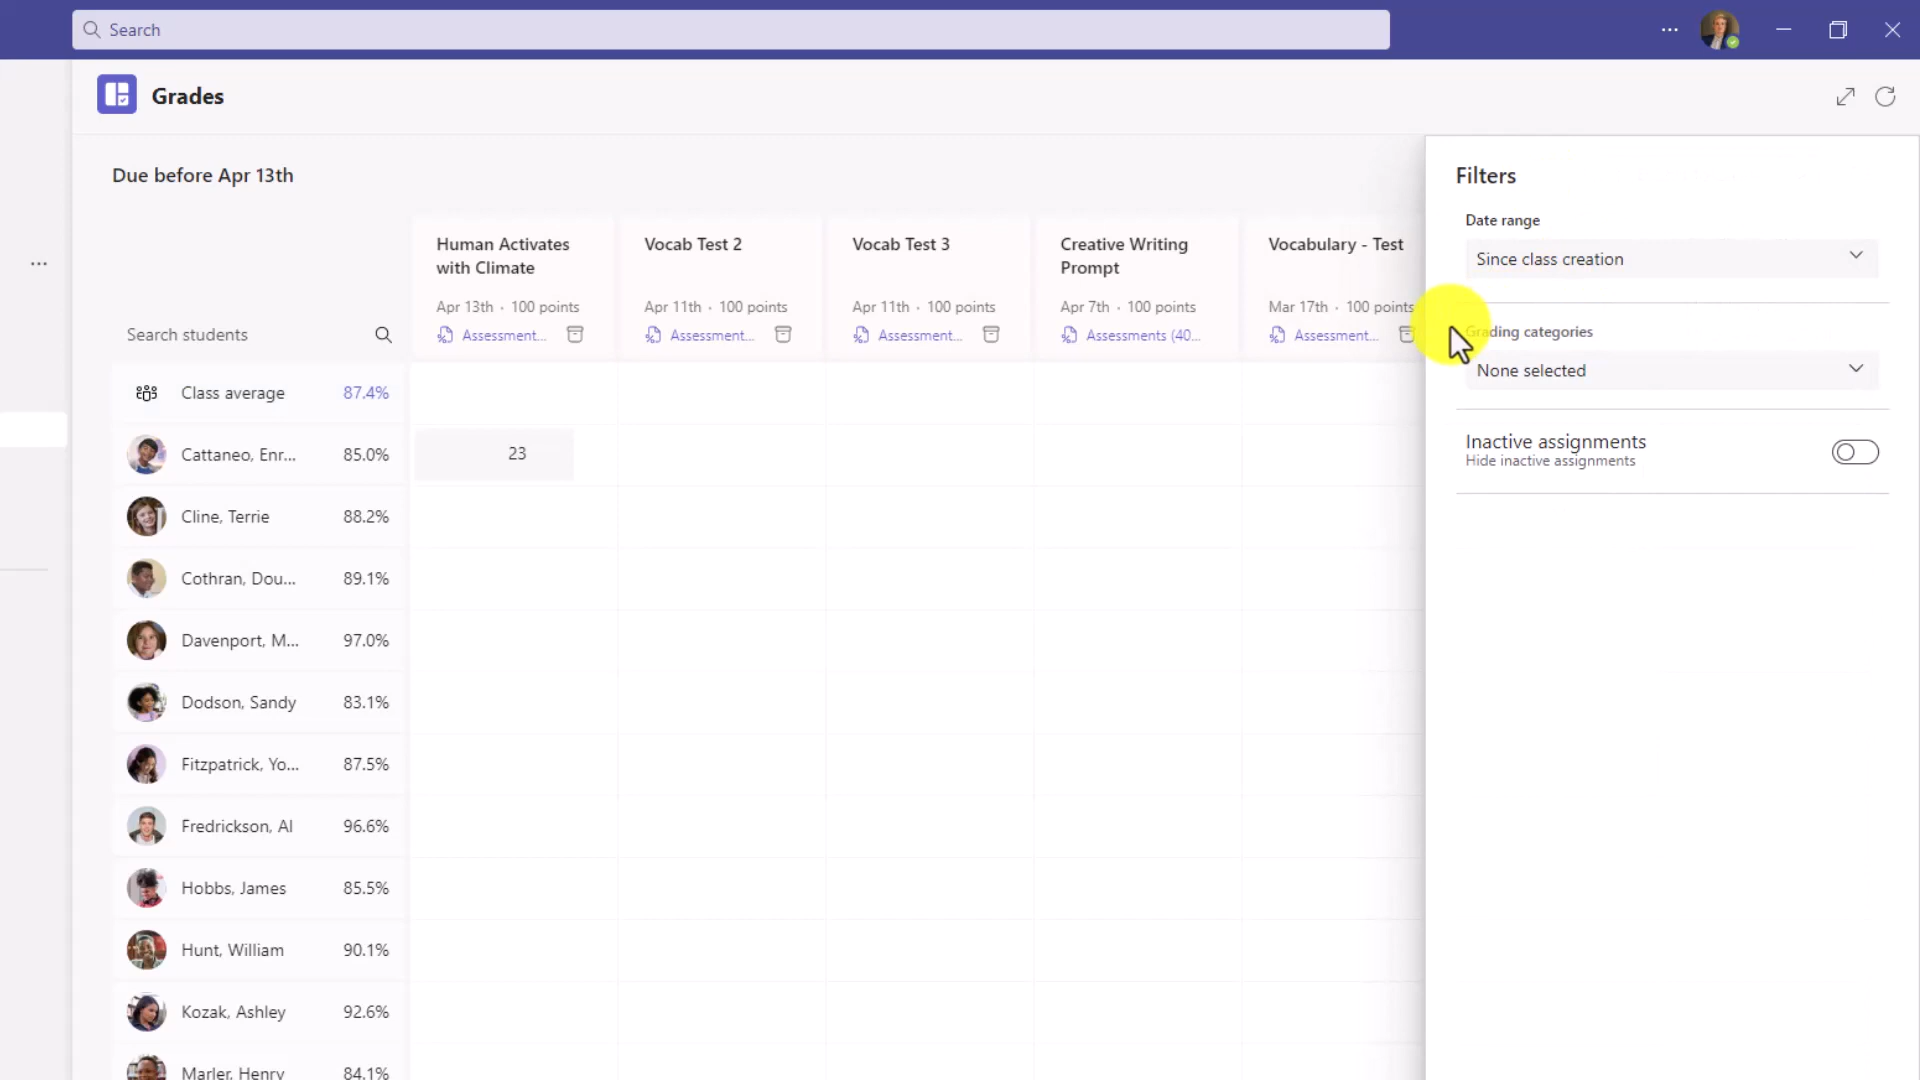 Search
Grades
Due before Apr 13th
Human Activates
with Climate
Apr 13th · 100 points
Assessment...
Vocab Test 2
Apr 11th · 100 points
Assessment...
Vocab Test 3
Apr 11th · 100 points
Assessment...
Creative Writing
Prompt
Apr 7th · 100 points
Assessments (40...
Vocabulary - Test
Mar 17th · 100 points
Assessment...
Search students
Class average 87.4%
Cattaneo, Enr... 85.0% 23
Cline, Terrie 88.2%
Cothran, Dou... 89.1%
Davenport, M... 97.0%
Dodson, Sandy 83.1%
Fitzpatrick, Yo... 87.5%
Fredrickson, Al 96.6%
Hobbs, James 85.5%
Hunt, William 90.1%
Kozak, Ashley 92.6%
Marler, Henry 84.1%
Filters
Date range
Since class creation
Grading categories
None selected
Inactive assignments
Hide inactive assignments